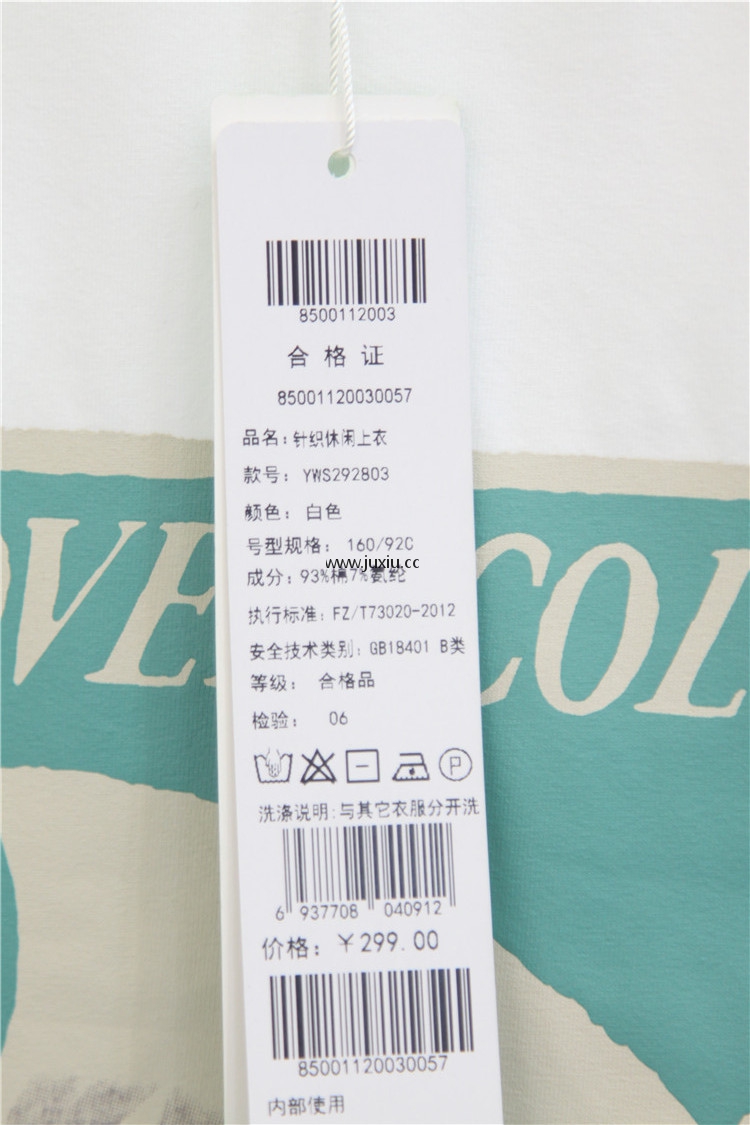 8500112003
合格证
85001120030057
品名：针织休闲上衣
款号：YWS292803
颜色：白色
号型规格：160/92C
www.juxiu.cc
成分：93%棉7%氨纶
OVER COL
执行标准：FZ/T73020-2012
安全技术类别：GB18401 B类
等级：合格品
检验：06
P
洗涤说明:与其它衣服分开洗
6 937708 040912
价格：￥299.00
85001120030057
内部使用